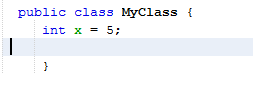 public class MyClass {
int x = 5;
}